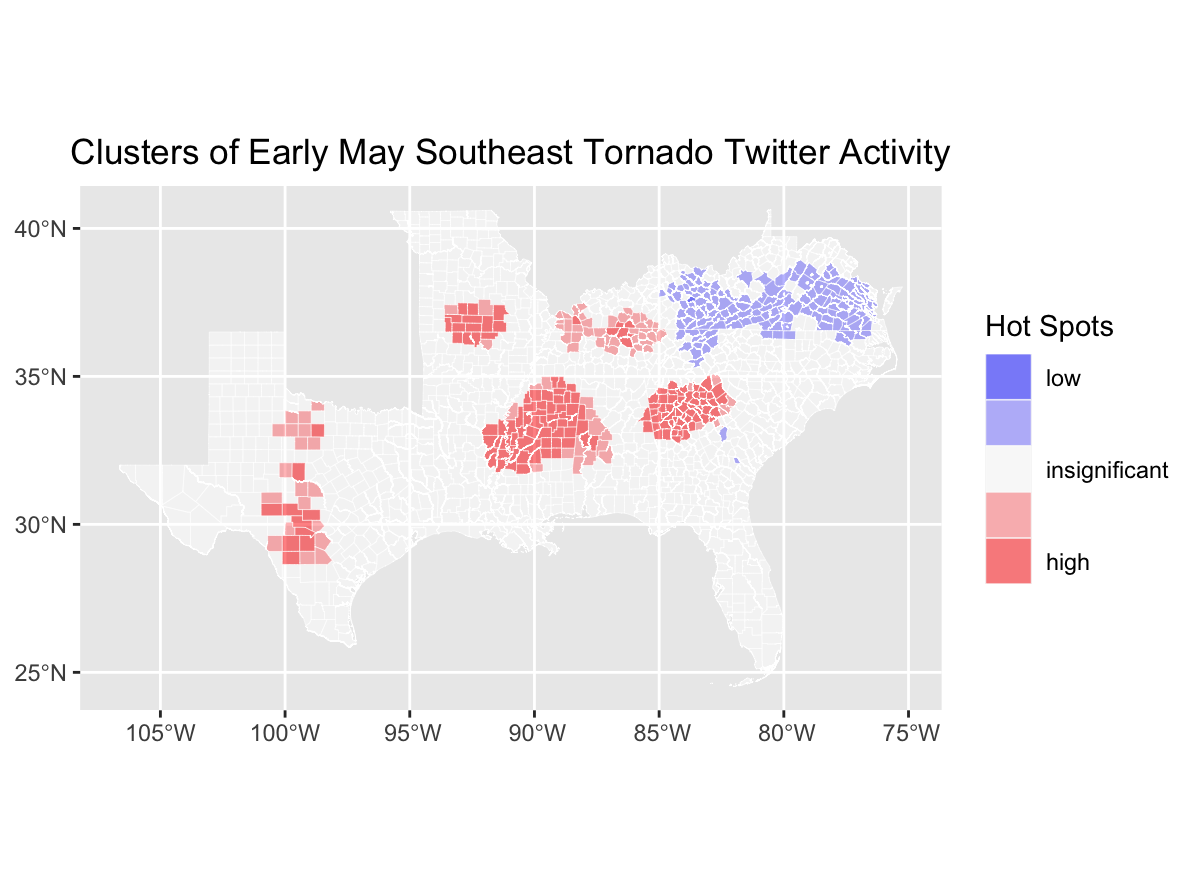 Clusters of Early May Southeast Tornado Twitter Activity
40°N
35°N
30°N
25°N
105°W
100°W
95°W
90°W
85°W
80°W
75°W
Hot Spots
low
insignificant
high